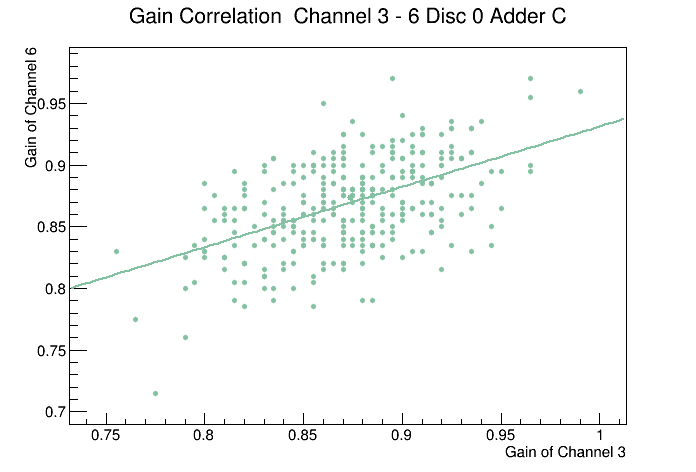 Gain Correlation  Channel 3 - 6 Disc 0 Adder C
Gain of Channel 6
0.95
0.9
0.85
0.8
0.75
0.7
0.75 0.8 0.85 0.9 0.95 1
Gain of Channel 3